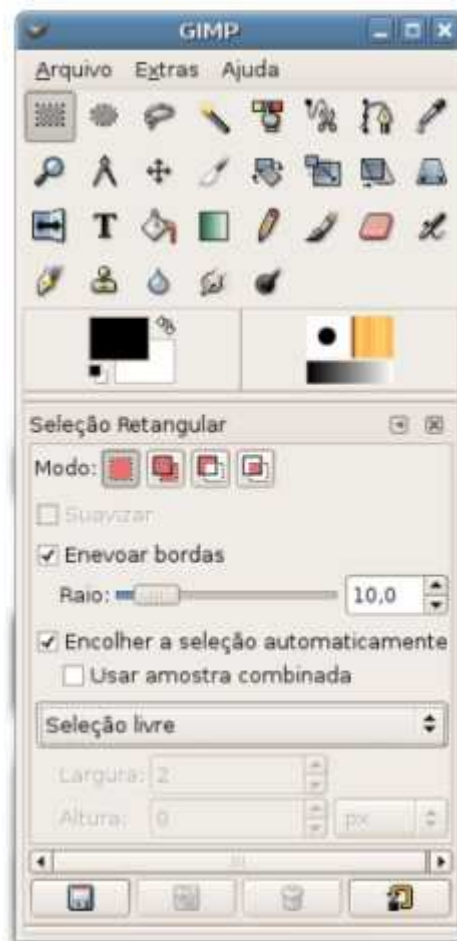 GIMP
Arquivo Extras Ajuda
Seleção Retangular
Modo:
Suavizar
Enevoar bordas
Raio: 10,0
Encolher a seleção automaticamente
Usar amostra combinada
Seleção livre
Largura: 2
Altura: 0 px